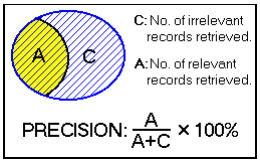 C: No. of irrelevant
records retrieved.
A: No. of relevant
records retrieved.
A C
PRECISION: A/A+C × 100%